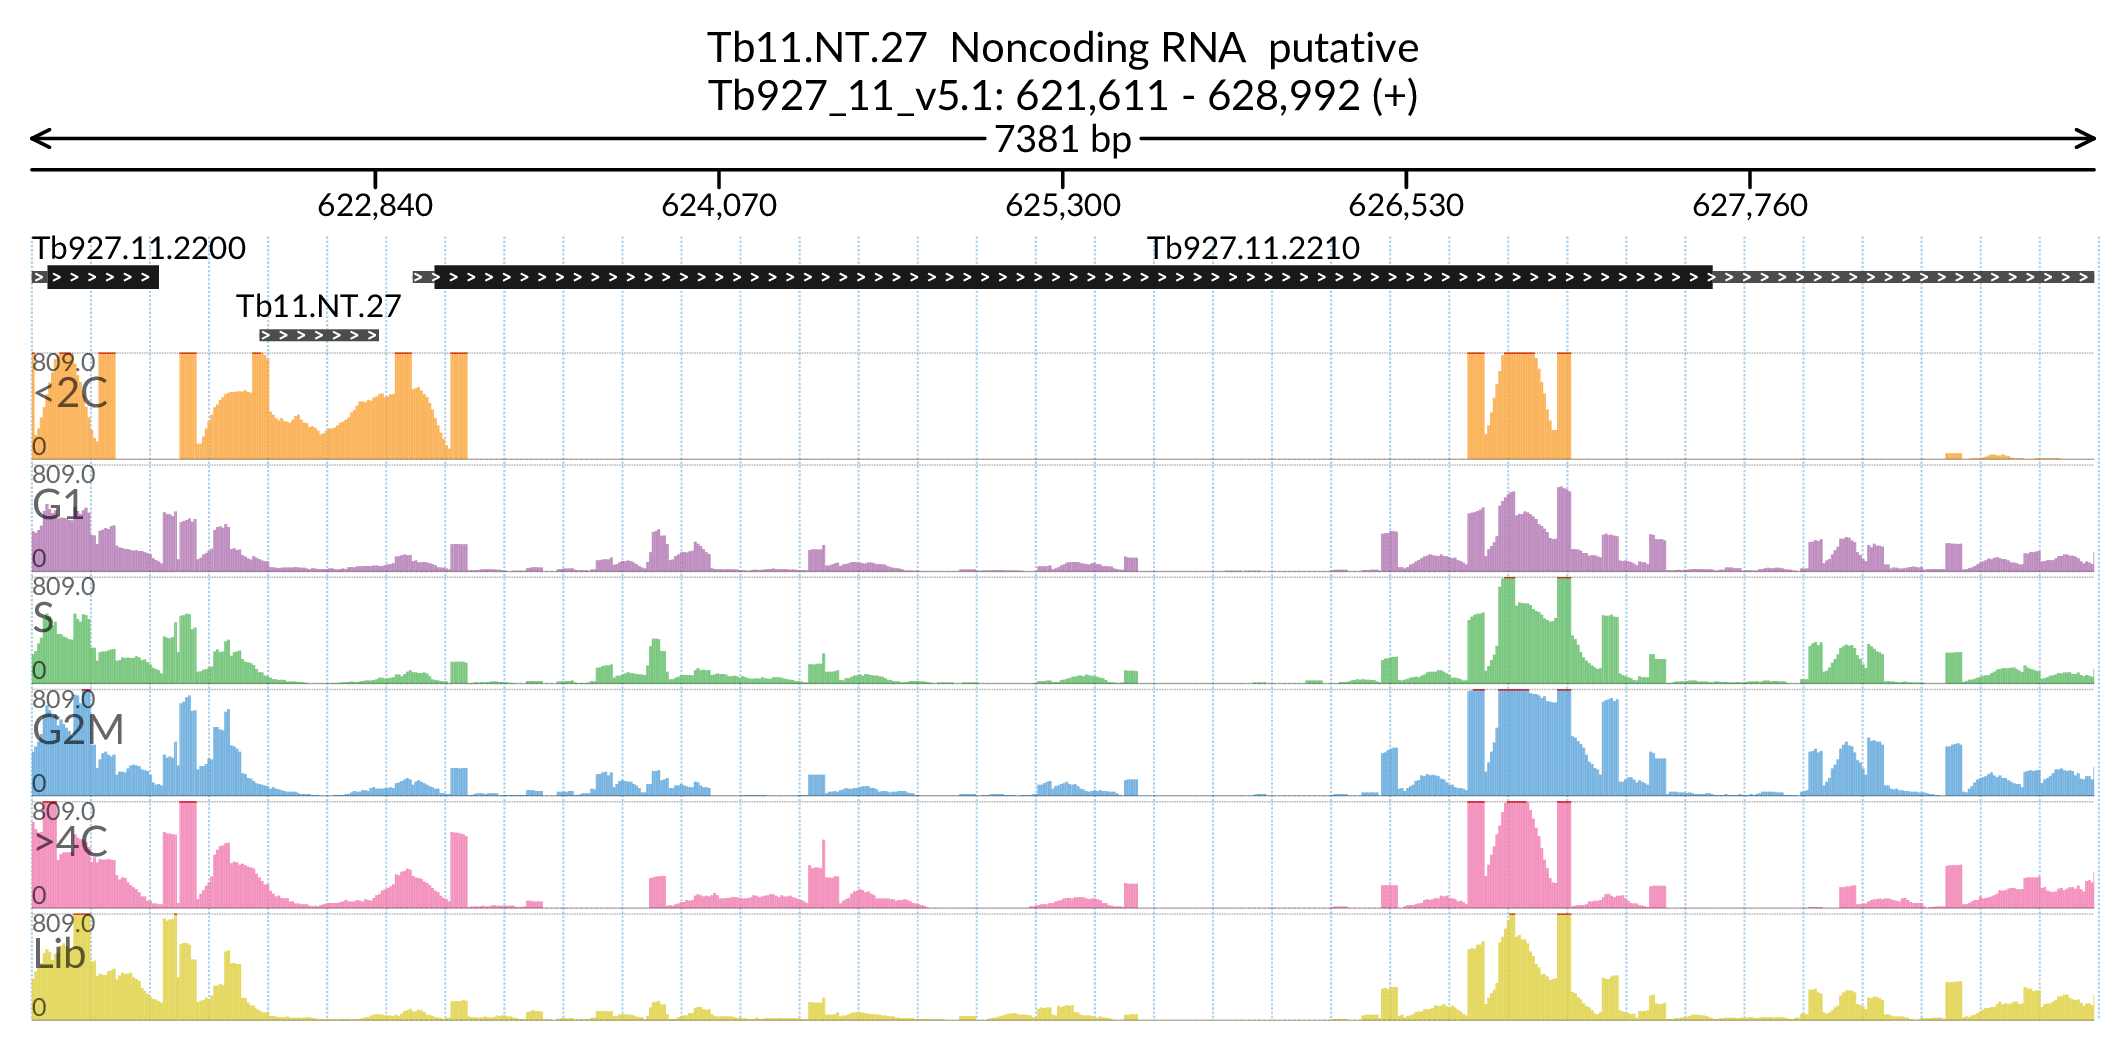 Tb11.NT.27 Noncoding RNA putative
Tb927_11_v5.1: 621,611 - 628,992 (+)
7381 bp
622,840 624,070 625,300 626,530 627,760
Tb927.11.2200 Tb927.11.2210
Tb11.NT.27
809.0
<2C
0
809.0
G1
0
809.0
S
0
809.0
G2M
0
809.0
>4C
0
809.0
Lib
0